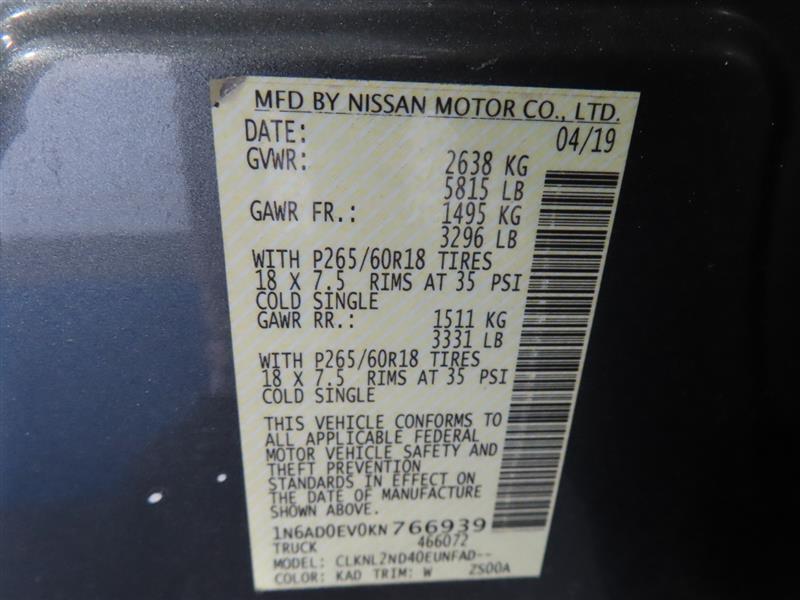 MFD BY NISSAN MOTOR CO., LTD.
DATE: 04/19
GVWR: 2638 KG
5815 LB
GAWR FR.: 1495 KG
3296 LB
WITH P265/60R18 TIRES
18 X 7.5 RIMS AT 35 PSI
COLD SINGLE
GAWR RR.: 1511 KG
3331 LB
WITH P265/60R18 TIRES
18 X 7.5 RIMS AT 35 PSI
COLD SINGLE
THIS VEHICLE CONFORMS TO
ALL APPLICABLE FEDERAL
MOTOR VEHICLE SAFETY AND
THEFT PREVENTION
STANDARDS IN EFFECT ON
THE DATE OF MANUFACTURE
SHOWN ABOVE.
1N6AD0EV0KN766939
TRUCK 466072
MODEL: CLKNL2ND40EUNFAD--
COLOR: KAD TRIM: W ZS00A